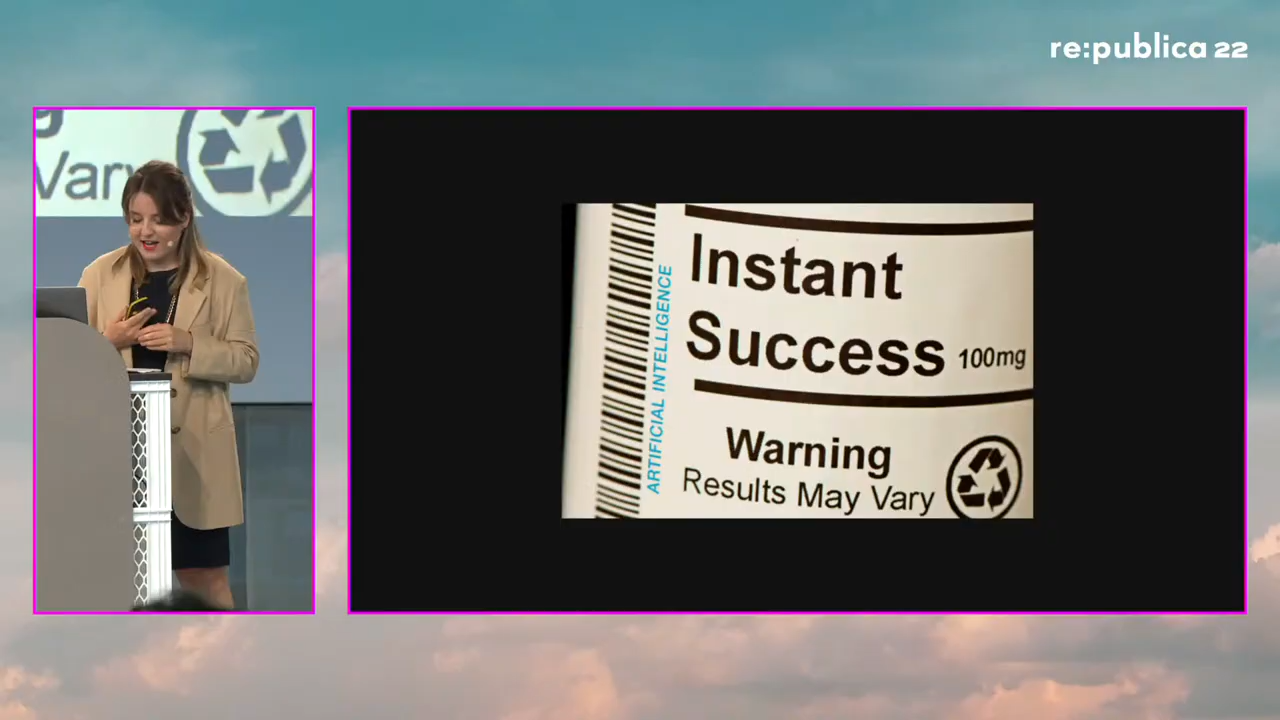 re:publica 22
Vary
ARTIFICIAL INTELLIGENCE
Instant
Success 100mg
Warning
Results May Vary